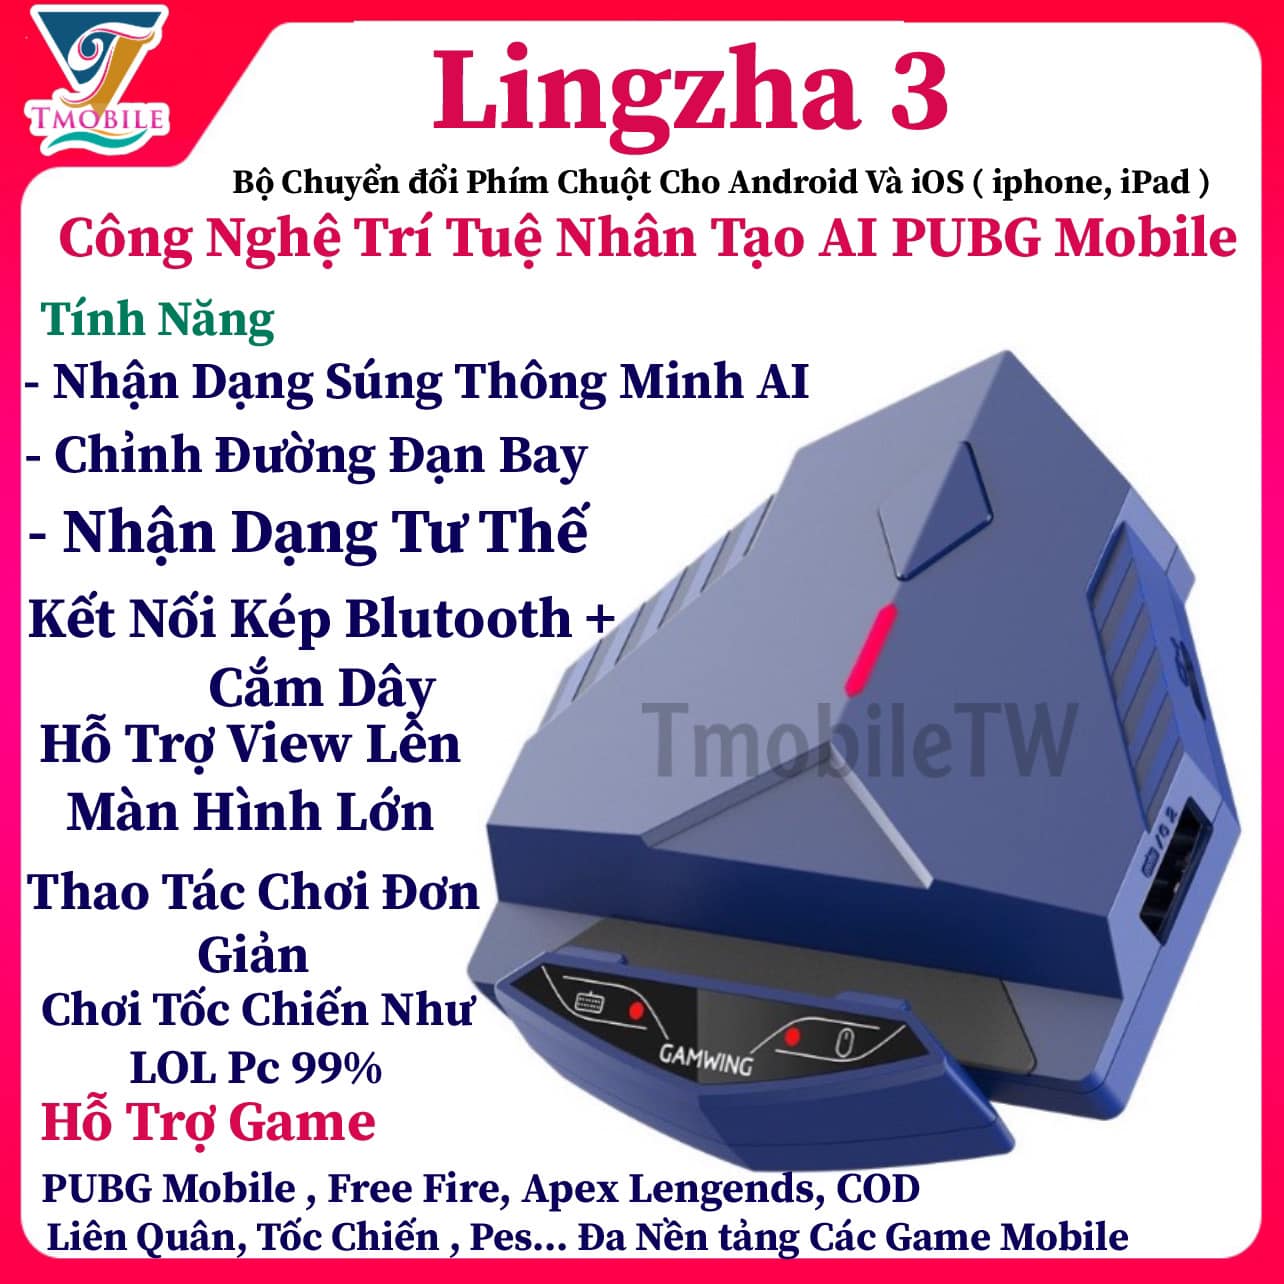 TMOBILE
Lingzha 3
Bộ Chuyển đổi Phím Chuột Cho Android Và iOS ( iphone, iPad )
Công Nghệ Trí Tuệ Nhân Tạo AI PUBG Mobile
Tính Năng
- Nhận Dạng Súng Thông Minh AI
- Chỉnh Đường Đạn Bay
- Nhận Dạng Tư Thế
Kết Nối Kép Blutooth +
Cắm Dây
Hỗ Trợ View Lên
Màn Hình Lớn
Thao Tác Chơi Đơn
Giản
Chơi Tốc Chiến Như
LOL Pc 99%
TmobileTW
GAMWING
Hỗ Trợ Game
PUBG Mobile , Free Fire, Apex Lengends, COD
Liên Quân, Tốc Chiến , Pes... Đa Nền tảng Các Game Mobile